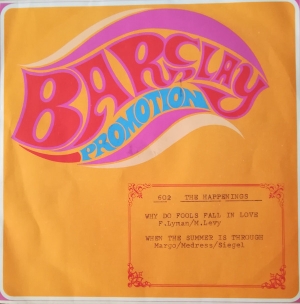 BARCLAY
PROMOTION
602 THE HAPPENINGS
WHY DO FOOLS FALL IN LOVE
F.Lyman/M.Levy
WHEN THE SUMMER IS THROUGH
Margo/Medress/Siegel